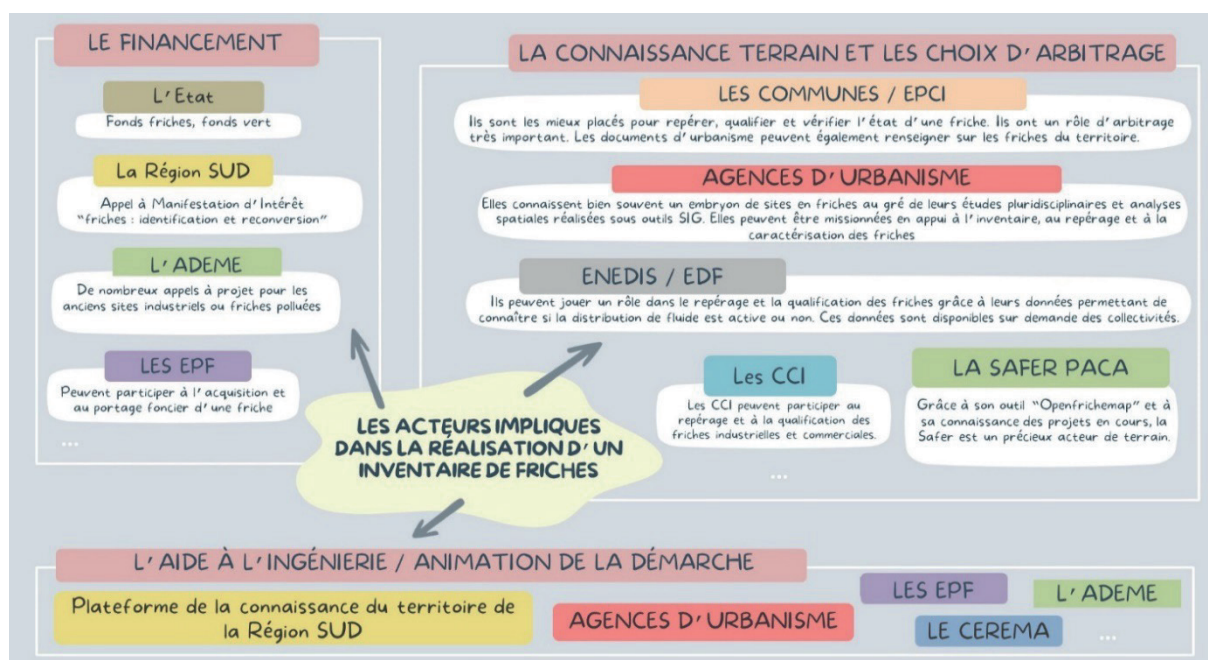 LE FINANCEMENT
L'Etat
Fonds friches, fonds vert
La Région SUD
Appel à Manifestation d'Intérêt
"friches : identification et reconversion"
L'ADEME
De nombreux appels à projet pour les
anciens sites industriels ou friches polluées
LES EPF
Peuvent participer à l'acquisition et
au portage foncier d'une friche
...
LA CONNAISSANCE TERRAIN ET LES CHOIX D'ARBITRAGE
LES COMMUNES / EPCI
Ils sont les mieux placés pour repérer, qualifier et vérifier l'état d'une friche. Ils ont un rôle d'arbitrage
très important. Les documents d'urbanisme peuvent également renseigner sur les friches du territoire.
AGENCES D'URBANISME
Elles connaissent bien souvent un embryon de sites en friches au gré de leurs études pluridisciplinaires et analyses
spatiales réalisées sous outils SIG. Elles peuvent être missionnées en appui à l'inventaire, au repérage et à la
caractérisation des friches
ENEDIS / EDF
Ils peuvent jouer un rôle dans le repérage et la qualification des friches grâce à leurs données permettant de
connaître si la distribution de fluide est active ou non. Ces données sont disponibles sur demande des collectivités.
Les CCI
Les CCI peuvent participer au
repérage et à la qualification des
friches industrielles et commerciales.
...
LA SAFER PACA
Grâce à son outil "Openfrichemap" et à
sa connaissance des projets en cours, la
Safer est un précieux acteur de terrain.
LES ACTEURS IMPLIQUES
DANS LA RÉALISATION D'UN
INVENTAIRE DE FRICHES
L'AIDE À L'INGÉNIERIE / ANIMATION DE LA DÉMARCHE
Plateforme de la connaissance du territoire de
la Région SUD
AGENCES D'URBANISME
LES EPF
L'ADEME
LE CEREMA
...